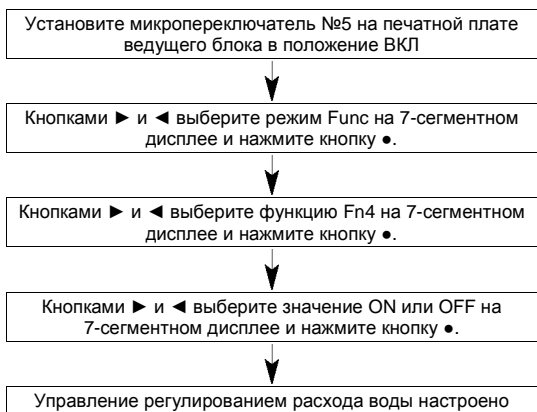 Установите микропереключатель №5 на печатной плате
ведущего блока в положение ВКЛ
Кнопками ► и ◄ выберите режим Func на 7-сегментном
дисплее и нажмите кнопку ●.
Кнопками ► и ◄ выберите функцию Fn4 на 7-сегментном
дисплее и нажмите кнопку ●.
Кнопками ► и ◄ выберите значение ON или OFF на
7-сегментном дисплее и нажмите кнопку ●.
Управление регулированием расхода воды настроено